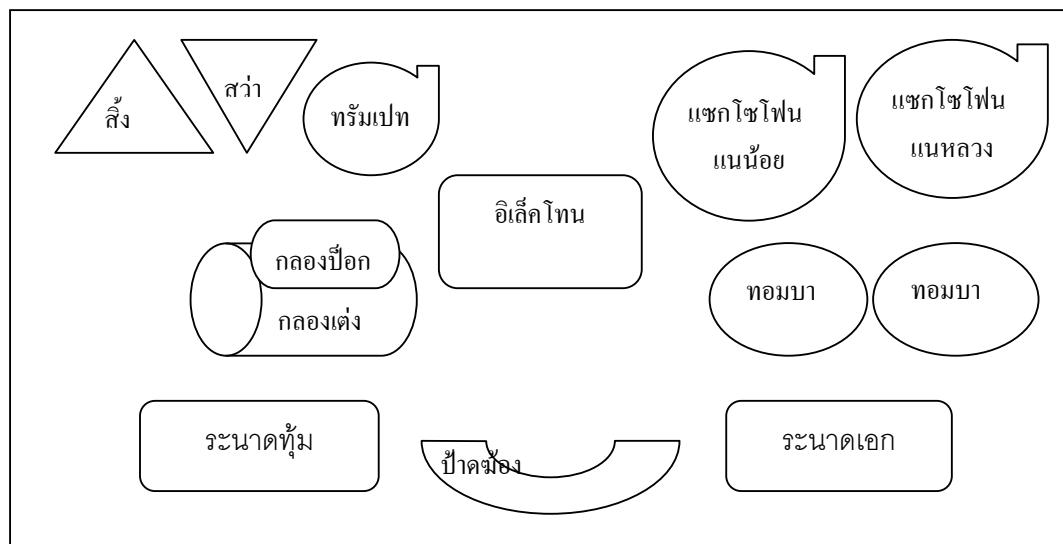 สิ้ง
สว่า
ทรัมเปท
แซกโซโฟน
แนน้อย
แซกโซโฟน
แนหลวง
อิเล็คโทน
กลองป็อก
กลองเต่ง
ทอมบา
ทอมบา
ระนาดทุ้ม
ป้าดฆ้อง
ระนาดเอก